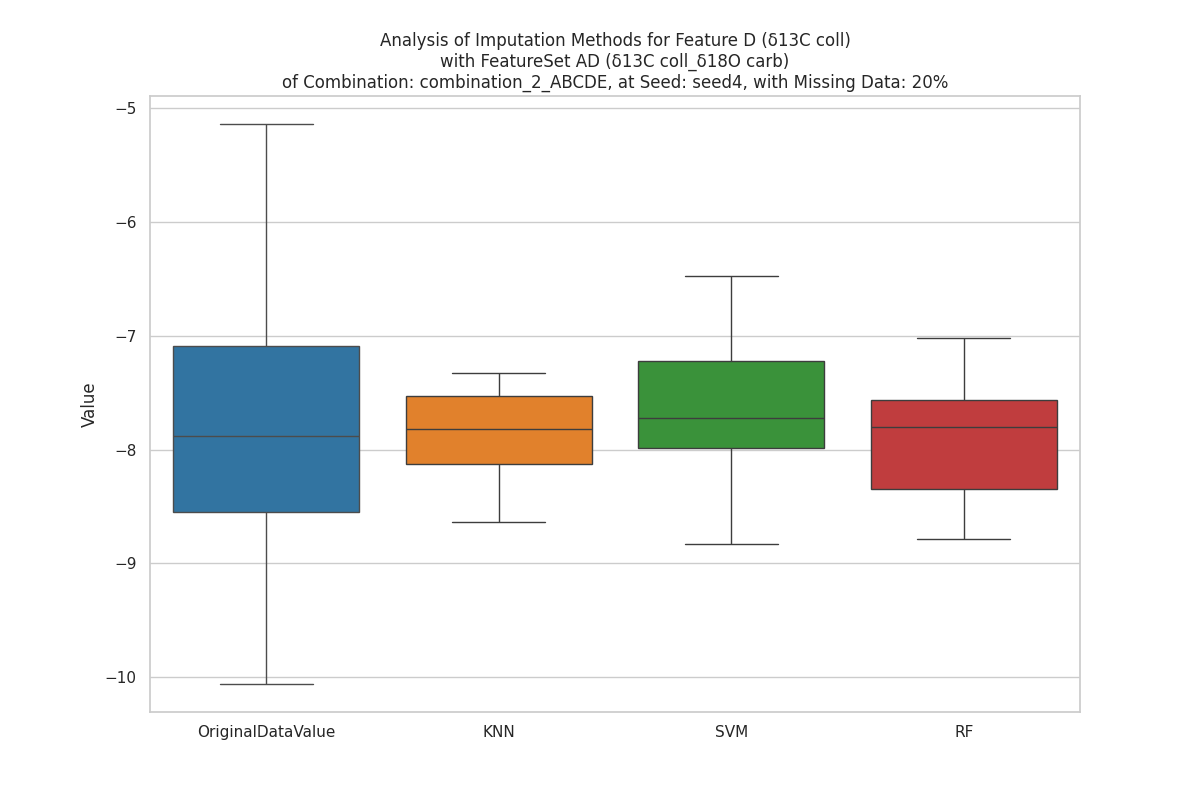 Analysis of Imputation Methods for Feature D (δ13C coll)
with FeatureSet AD (δ13C coll_δ18O carb)
of Combination: combination_2_ABCDE, at Seed: seed4, with Missing Data: 20%
−5
−6
−7
−8
−9
−10
Value
OriginalDataValue
KNN
SVM
RF